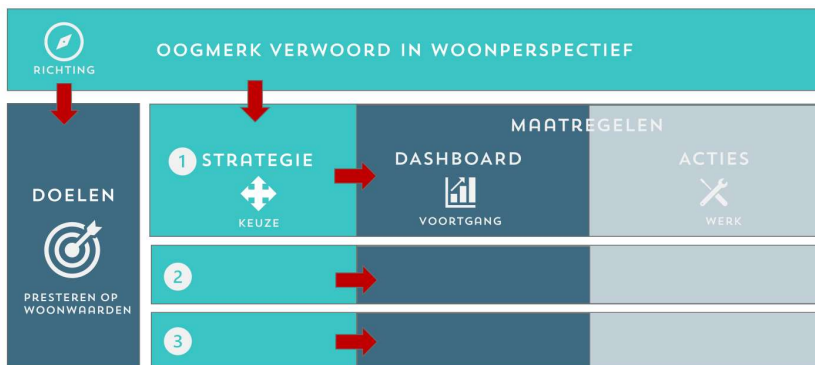 OOGMERK VERWOORD IN WOONPERSPECTIEF
RICHTING
MAATREGELEN
1 STRATEGIE
DASHBOARD
ACTIES
DOELEN
KEUZE
VOORTGANG
WERK
2
PRESTEREN OP
WOONWAARDEN
3